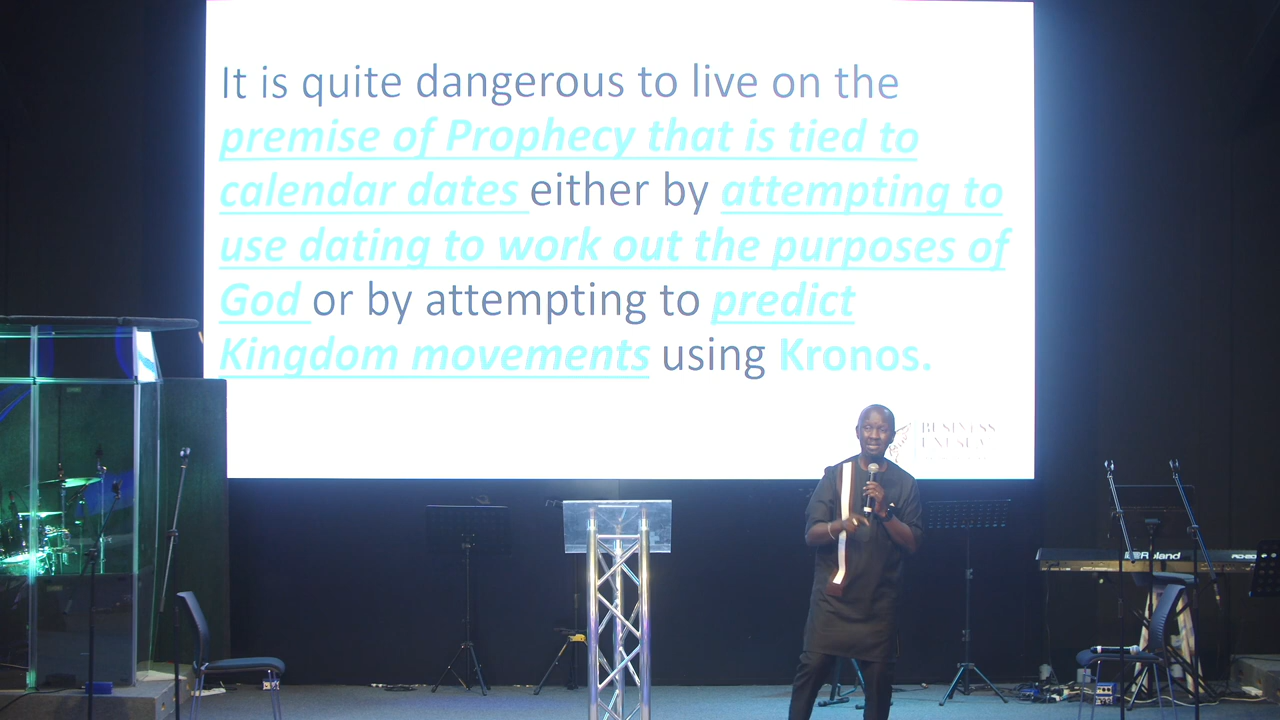 It is quite dangerous to live on the
premise of Prophecy that is tied to
calendar dates either by attempting to
use dating to work out the purposes of
God or by attempting to predict
Kingdom movements using Kronos.
BUSINESS
Roland